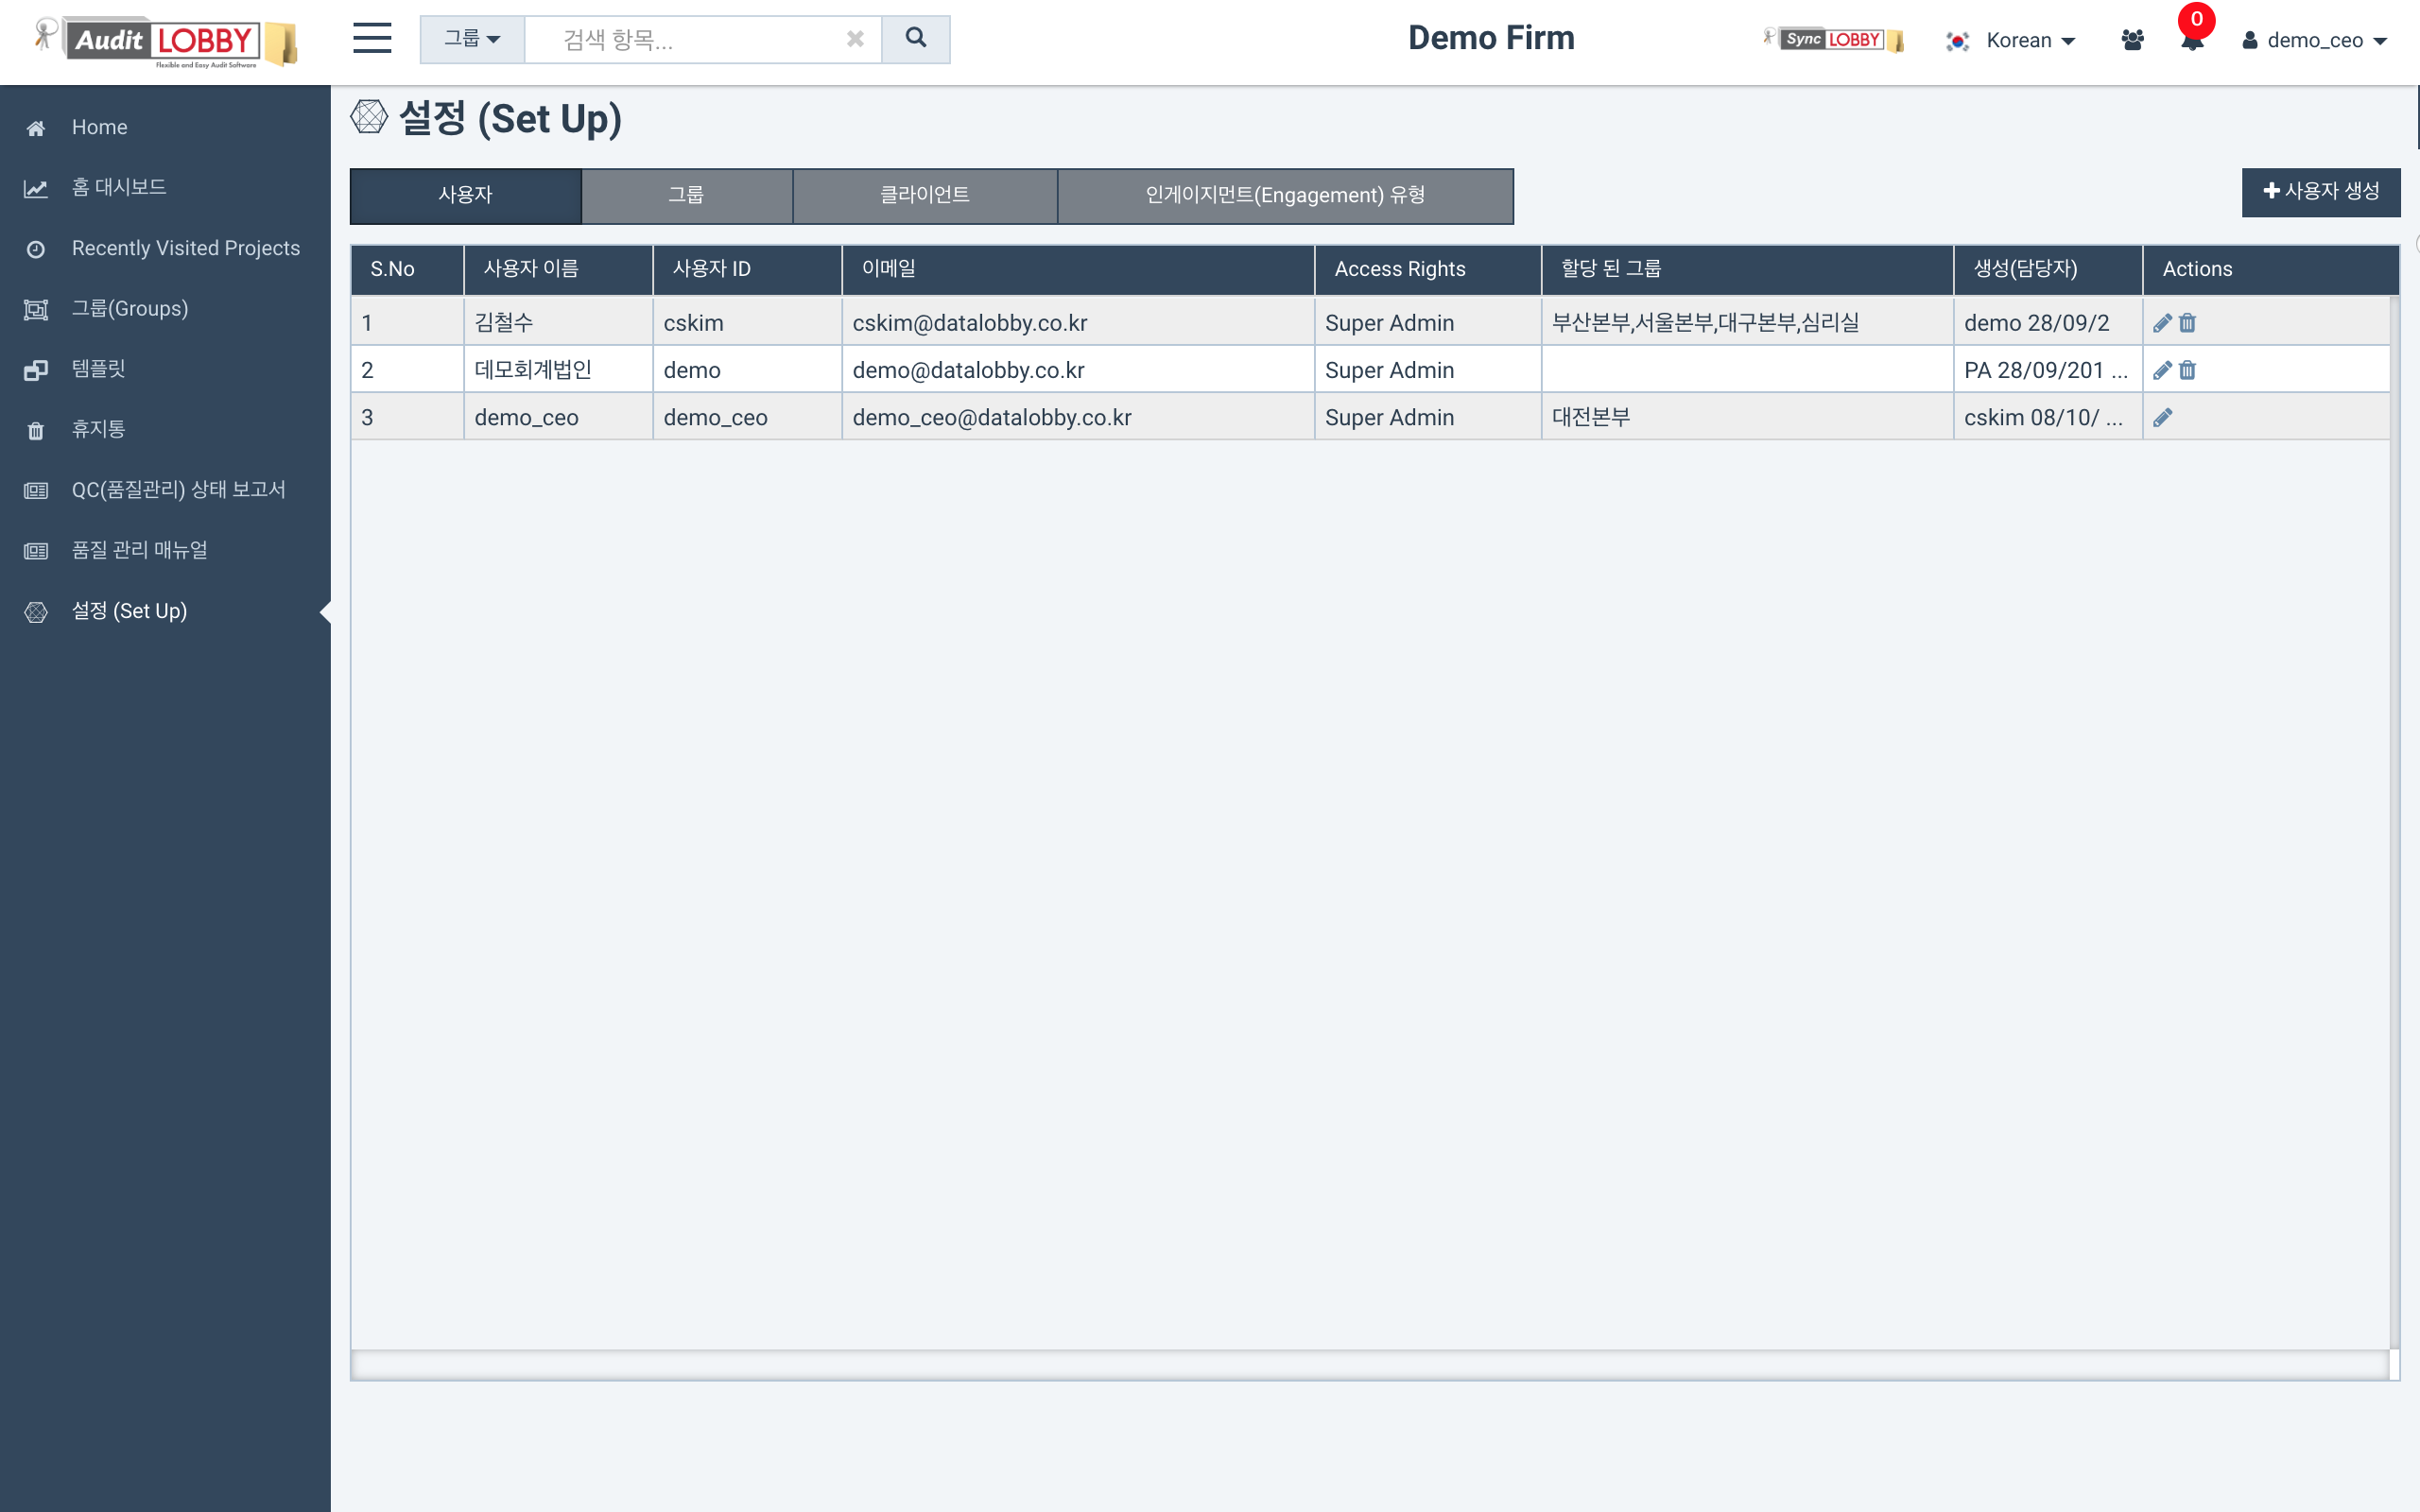 Audit LOBBY
Flexible and Easy Audit Software
그룹
검색 항목...
Demo Firm
Sync LOBBY
Korean
0
demo_ceo
Home
홈 대시보드
Recently Visited Projects
그룹(Groups)
템플릿
휴지통
QC(품질관리) 상태 보고서
품질 관리 매뉴얼
설정 (Set Up)
설정 (Set Up)
사용자 그룹 클라이언트 인게이지먼트(Engagement) 유형
사용자 생성
S.No 사용자 이름 사용자 ID 이메일 Access Rights 할당 된 그룹 생성(담당자) Actions
1 김철수 cskim cskim@datalobby.co.kr Super Admin 부산본부,서울본부,대구본부,심리실 demo 28/09/2
2 데모회계법인 demo demo@datalobby.co.kr Super Admin PA 28/09/201 ...
3 demo_ceo demo_ceo demo_ceo@datalobby.co.kr Super Admin 대전본부 cskim 08/10/ ...